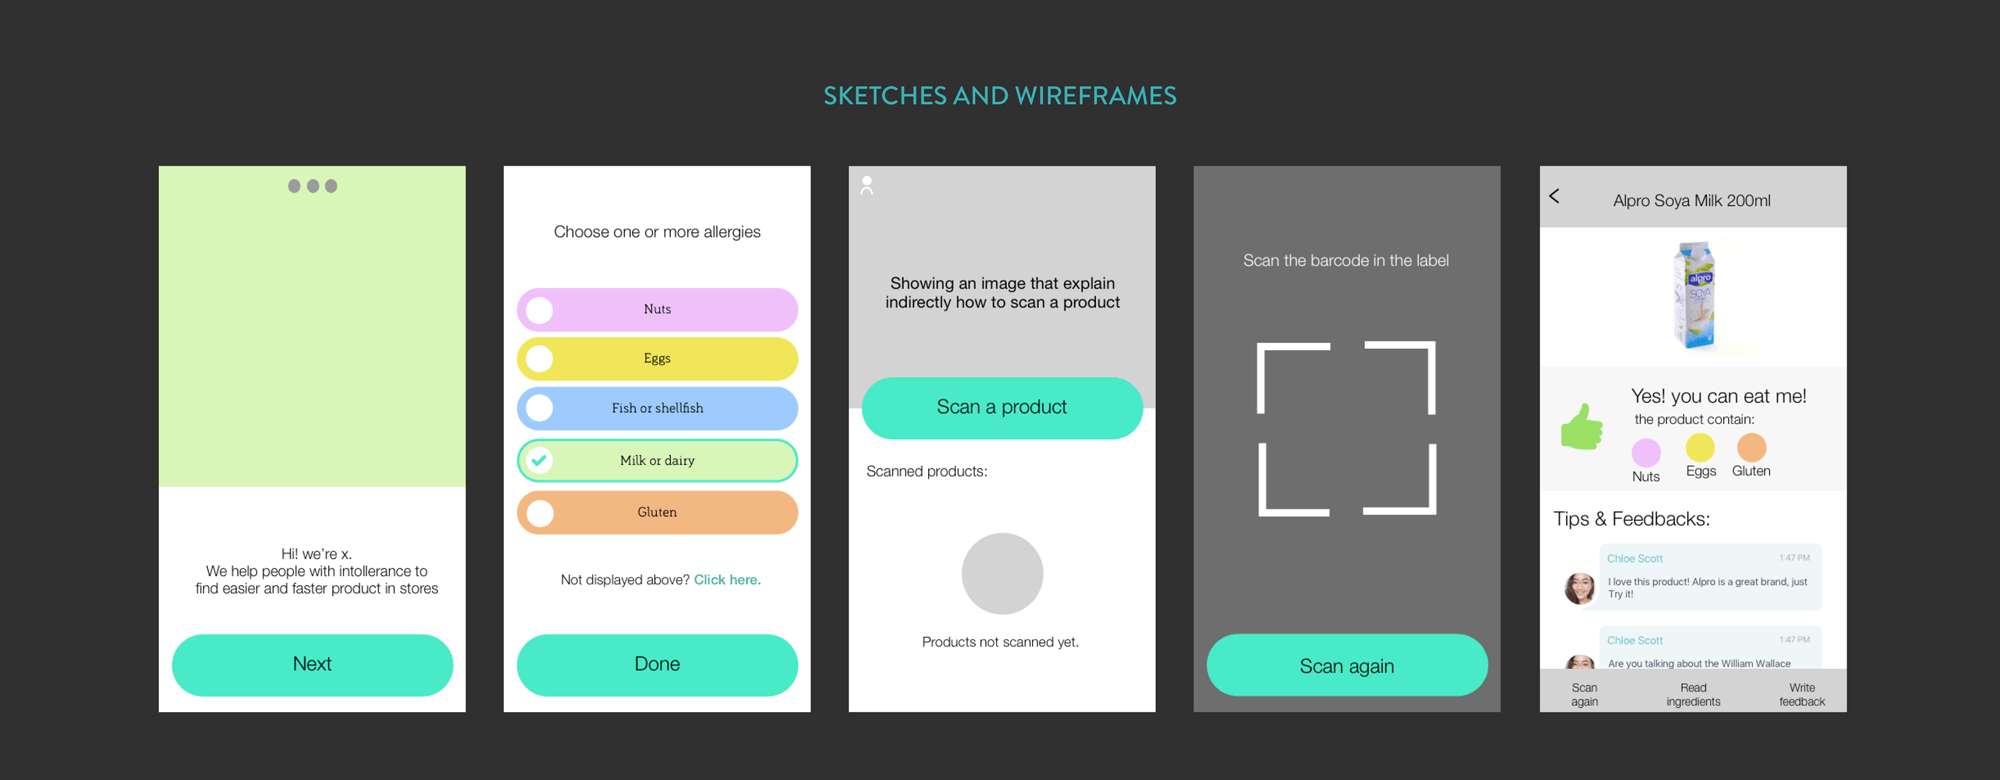 SKETCHES AND WIREFRAMES
Hi! we're x.
We help people with intollerance to
find easier and faster product in stores
Next
Choose one or more allergies
Nuts
Eggs
Fish or shellfish
Milk or dairy
Gluten
Not displayed above? Click here.
Done
Showing an image that explain
indirectly how to scan a product
Scan a product
Scanned products:
Products not scanned yet.
Scan the barcode in the label
Scan again
Alpro Soya Milk 200ml
alpro
SOYA
Yes! you can eat me!
the product contain:
Nuts
Eggs
Gluten
Tips & Feedbacks:
Chloe Scott
1:47 PM
I love this product! Alpro is a great brand, just
Try it!
Chloe Scott
1:47 PM
Are you talking about the William Wallace
Scan
again
Read
ingredients
Write
feedback